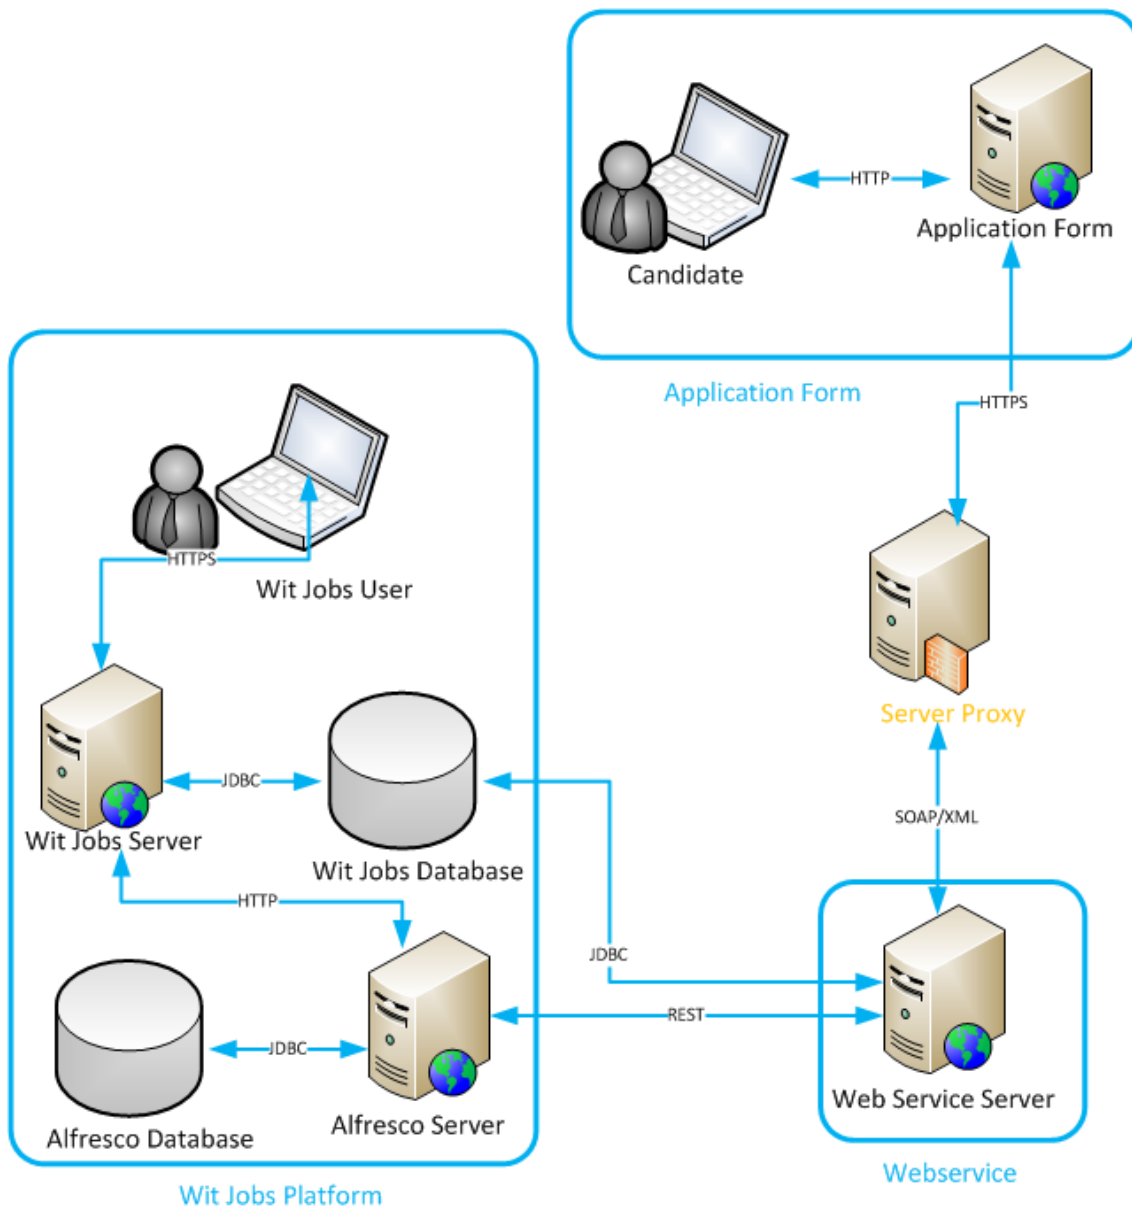 HTTP
Application Form
Candidate
Application Form
HTTPS
HTTPS
Wit Jobs User
Server Proxy
JDBC
SOAP/XML
Wit Jobs Server
Wit Jobs Database
HTTP
JDBC
REST
JDBC
Web Service Server
Alfresco Server
Alfresco Database
Webservice
Wit Jobs Platform